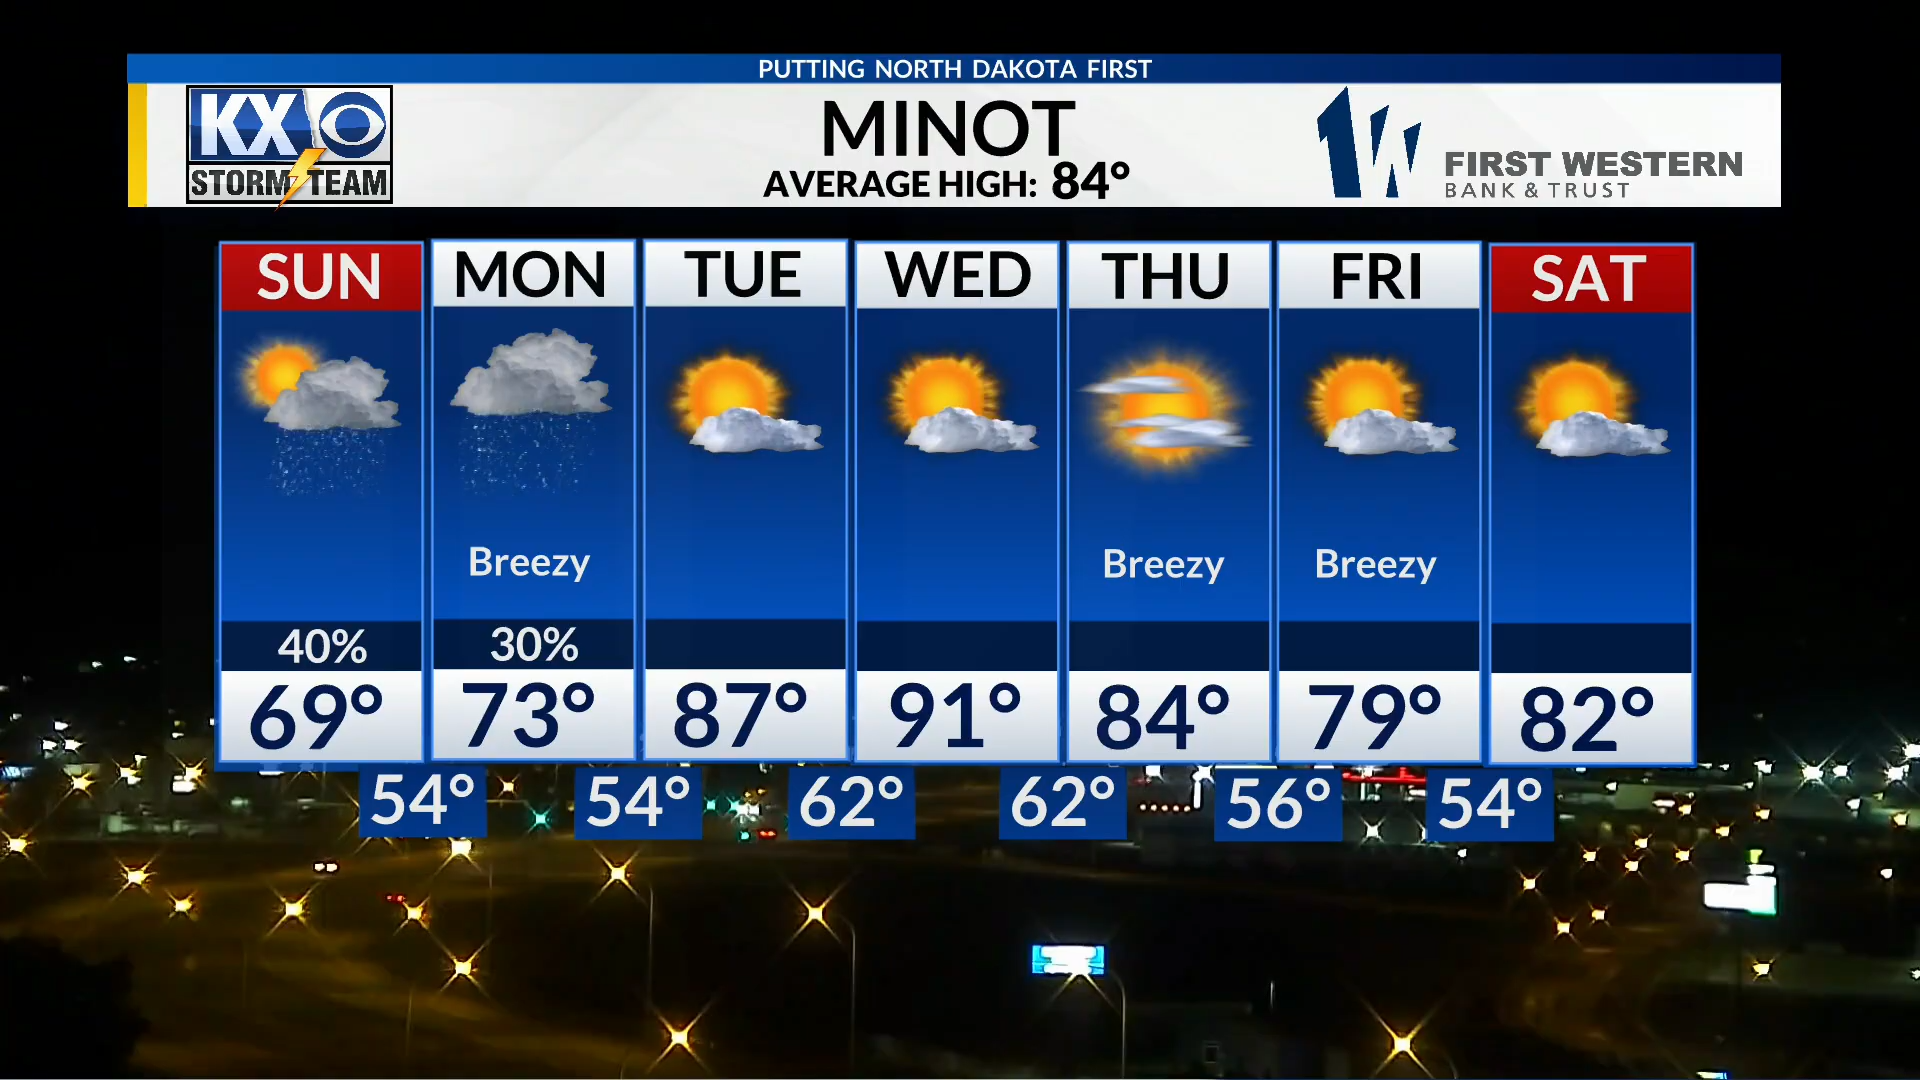 PUTTING NORTH DAKOTA FIRST
KX
STORM TEAM
MINOT
AVERAGE HIGH: 84°
1W
FIRST WESTERN
BANK & TRUST
SUN MON TUE WED THU FRI SAT
Breezy Breezy Breezy
40% 30%
69° 73° 87° 91° 84° 79° 82°
54° 54° 62° 62° 56° 54°